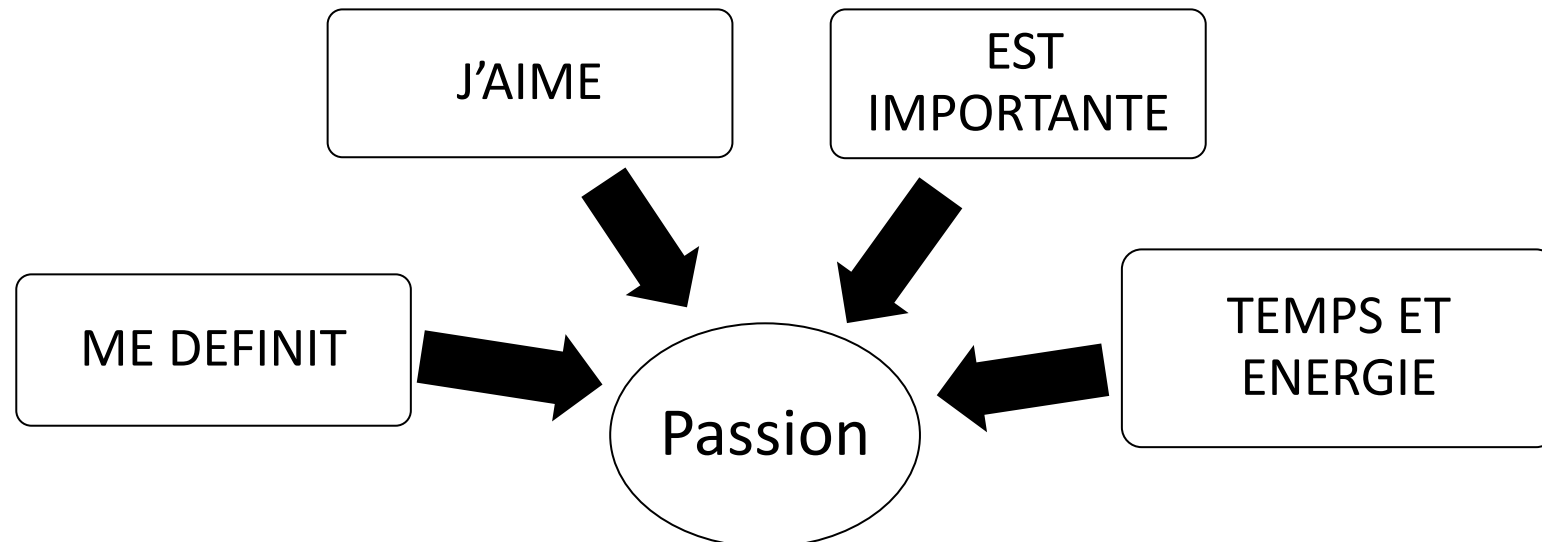 J’AIME
EST
IMPORTANTE
ME DEFINIT
TEMPS ET
ENERGIE
Passion